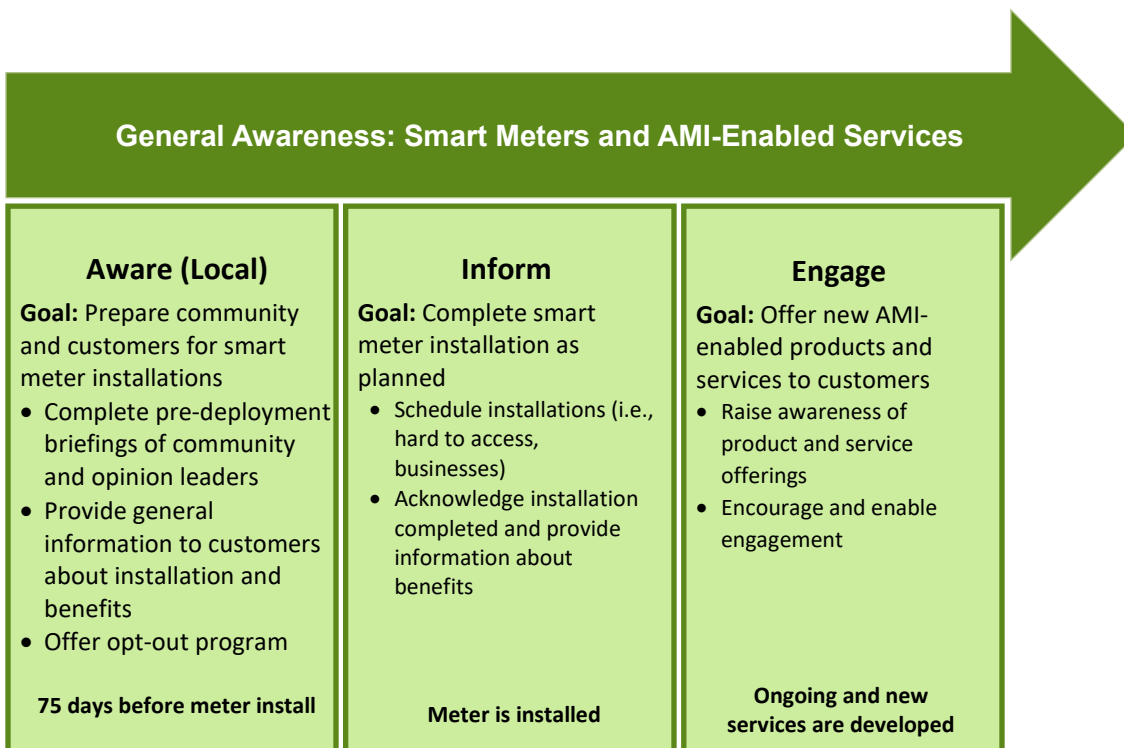 General Awareness: Smart Meters and AMI-Enabled Services
Aware (Local)
Goal: Prepare community
and customers for smart
meter installations
• Complete pre-deployment
briefings of community
and opinion leaders
• Provide general
information to customers
about installation and
benefits
• Offer opt-out program
75 days before meter install
Inform
Goal: Complete smart
meter installation as
planned
• Schedule installations (i.e.,
hard to access,
businesses)
• Acknowledge installation
completed and provide
information about
benefits
Meter is installed
Engage
Goal: Offer new AMI-
enabled products and
services to customers
• Raise awareness of
product and service
offerings
• Encourage and enable
engagement
Ongoing and new
services are developed